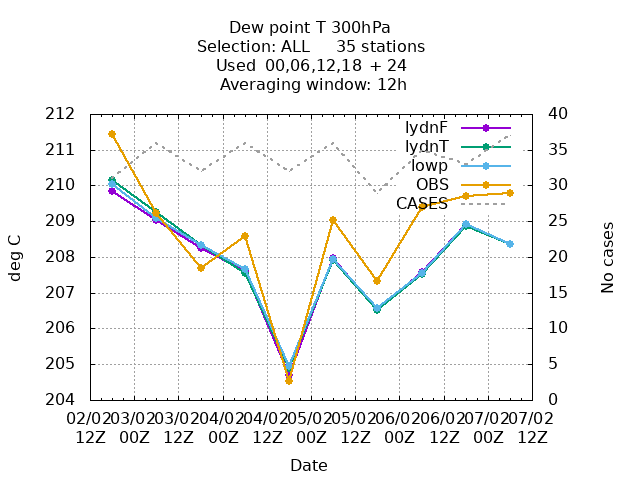 Dew point T 300hPa
Selection: ALL 35 stations
Used 00,06,12,18 + 24
Averaging window: 12h
212 40
211 35
210 30
209 25
208 20
207 15
206 10
205 5
204 0
lydnF
lydnT
lowp
OBS
CASES
deg C
No cases
02/02 03/02 03/02 04/02 04/02 05/02 05/02 06/02 06/02 07/02 07/02
12Z 00Z 12Z 00Z 12Z 00Z 12Z 00Z 12Z 00Z 12Z
Date